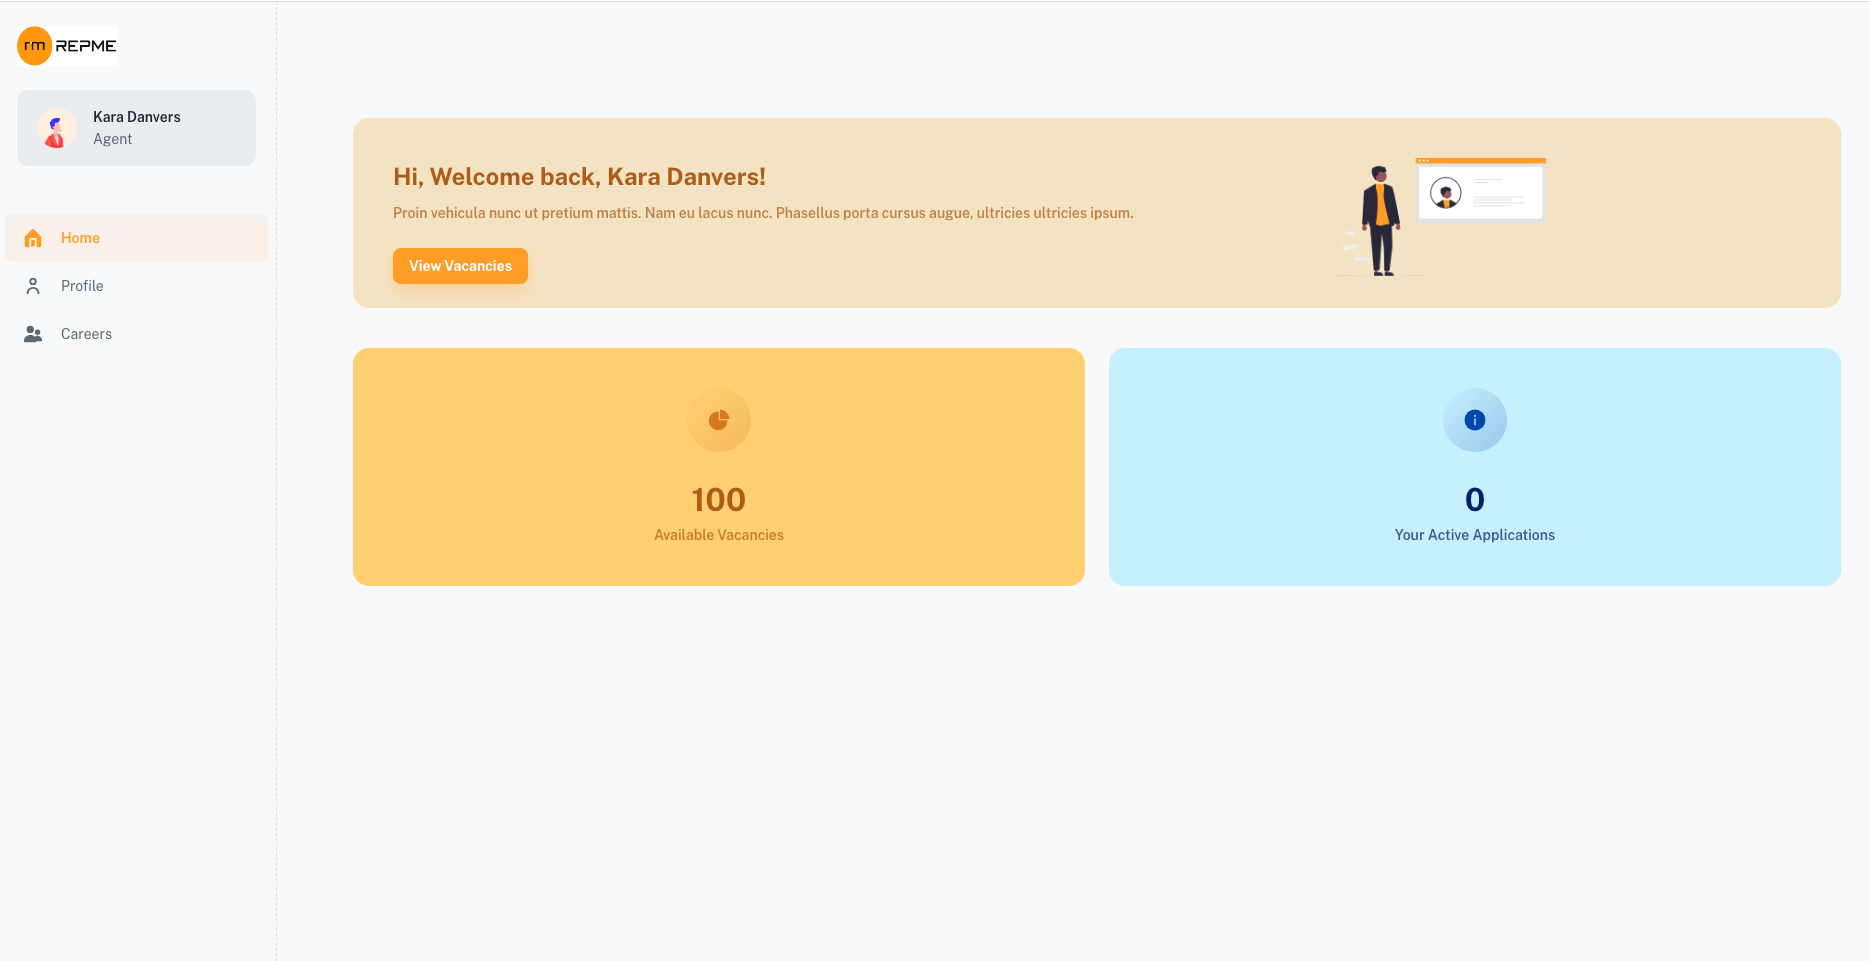 rm REPME
Kara Danvers
Agent
Home
Profile
Careers
Hi, Welcome back, Kara Danvers!
Proin vehicula nunc ut pretium mattis. Nam eu lacus nunc. Phasellus porta cursus augue, ultricies ultricies ipsum.
View Vacancies
100
Available Vacancies
0
Your Active Applications